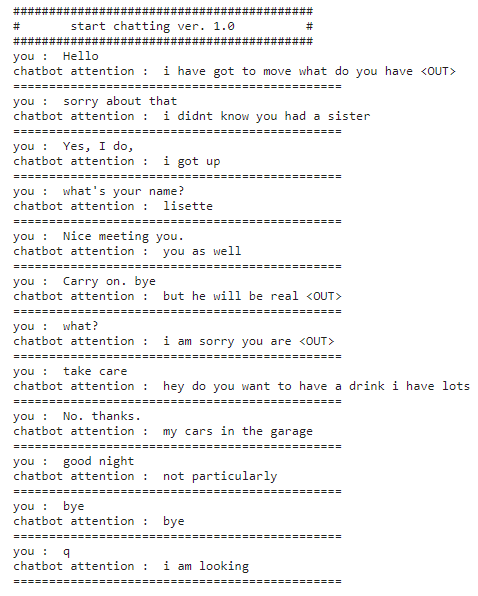 ##########################################
#       start chatting ver. 1.0          #
##########################################
you :  Hello
chatbot attention :  i have got to move what do you have <OUT>
==============================================
you :  sorry about that
chatbot attention :  i didnt know you had a sister
==============================================
you :  Yes, I do,
chatbot attention :  i got up
==============================================
you :  what's your name?
chatbot attention :  lisette
==============================================
you :  Nice meeting you.
chatbot attention :  you as well
==============================================
you :  Carry on. bye
chatbot attention :  but he will be real <OUT>
==============================================
you :  what?
chatbot attention :  i am sorry you are <OUT>
==============================================
you :  take care
chatbot attention :  hey do you want to have a drink i have lots
==============================================
you :  No. thanks.
chatbot attention :  my cars in the garage
==============================================
you :  good night
chatbot attention :  not particularly
==============================================
you :  bye
chatbot attention :  bye
==============================================
you :  q
chatbot attention :  i am looking
==============================================